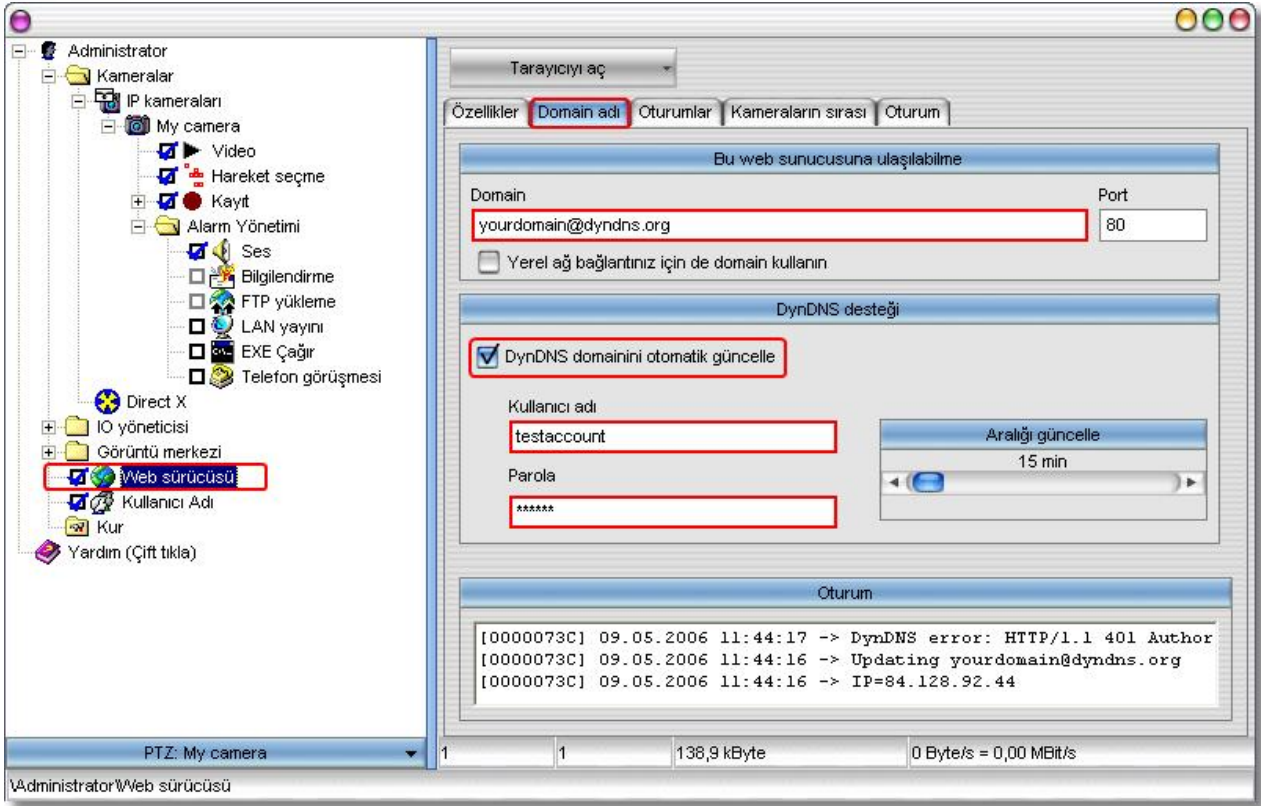 Administrator
Kameralar
IP kameraları
My camera
Video
Hareket seçme
Kayıt
Alarm Yönetimi
Ses
Bilgilendirme
FTP yükleme
LAN yayını
EXE Çağır
Telefon görüşmesi
Direct X
IO yöneticisi
Görüntü merkezi
Web sürücüsü
Kullanıcı Adı
Kur
Yardım (Çift tıkla)
PTZ: My camera
Tarayıcıyı aç
Özellikler Domain adı Oturumlar Kameraların sırası Oturum
Bu web sunucusuna ulaşılabilme
Domain Port
yourdomain@dyndns.org 80
Yerel ağ bağlantınız için de domain kullanın
DynDNS desteği
DynDNS domainini otomatik güncelle
Kullanıcı adı
testaccount
Parola
******
Aralığı güncelle
15 min
Oturum
[0000073C] 09.05.2006 11:44:17 -> DynDNS error: HTTP/1.1 401 Author
[0000073C] 09.05.2006 11:44:16 -> Updating yourdomain@dyndns.org
[0000073C] 09.05.2006 11:44:16 -> IP=84.128.92.44
1 1 138,9 kByte 0 Byte/s = 0,00 MBit/s
\Administrator\Web sürücüsü